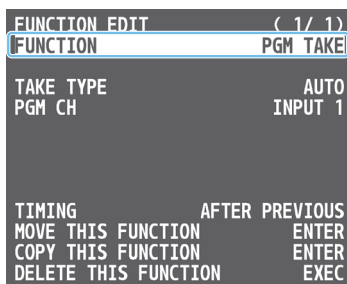 FUNCTION EDIT ( 1/ 1)
FUNCTION PGM TAKE
TAKE TYPE AUTO
PGM CH INPUT 1
TIMING AFTER PREVIOUS
MOVE THIS FUNCTION ENTER
COPY THIS FUNCTION ENTER
DELETE THIS FUNCTION EXEC